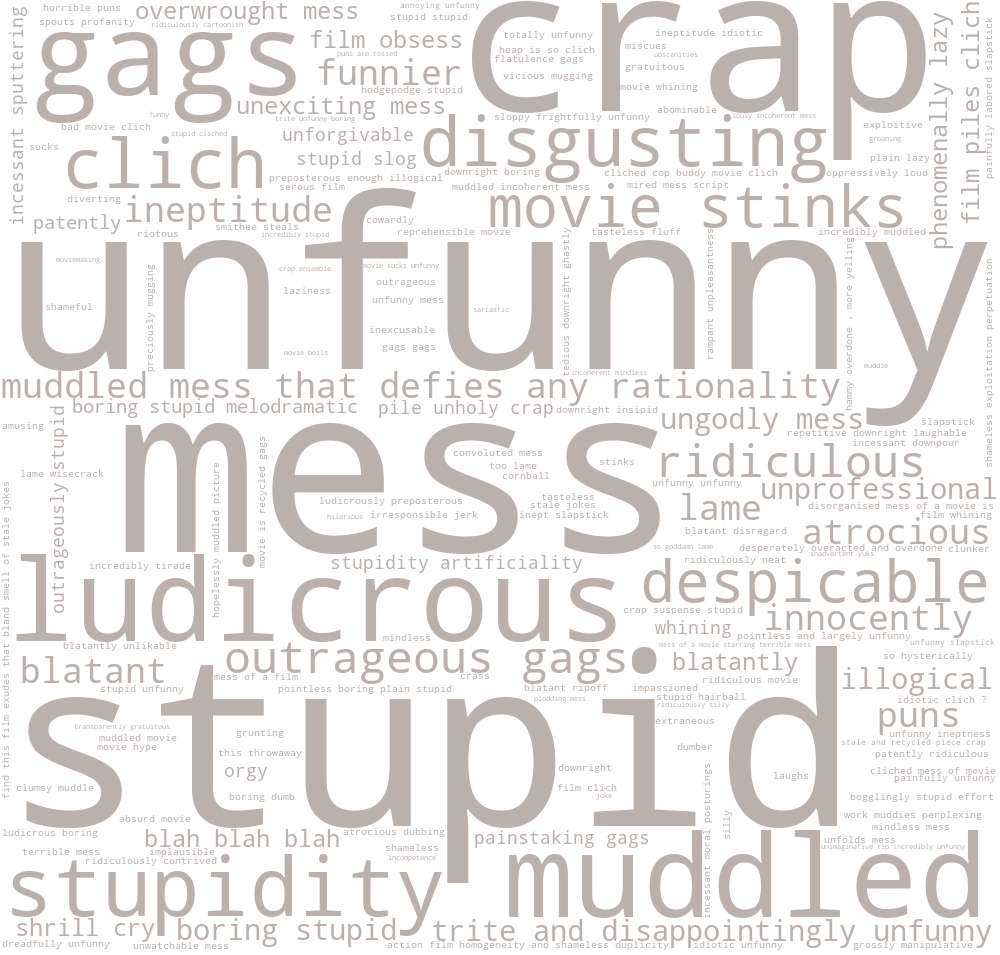 horrible puns
overwrought mess
annoying unfunny
stupid stupid
crap
spouts profanity
ridiculously cartoonish
gags
film obsess
totally unfunny
ineptitude idiotic
puns are tossed
heap is so clich
miscues
obscenities
flatulence gags
gratuitous
funnier
vicious mugging
hodgepodge stupid
movie whining
unexciting mess
abominable
incessant sputtering
phenomenally lazy
film piles clich
painfully labored slapstick
funny
trite unfunny boring
sloppy frightfully unfunny
lousy incoherent mess
bad movie clich
stupid cliched
unforgivable
disgusting
exploitive
groaning
sucks
clich
stupid slog
plain lazy
preposterous enough illogical
downright boring
cliched cop buddy movie clich
oppressively loud
serous film
muddled incoherent mess
mired mess script
diverting
ineptitude
movie stinks
patently
cowardly
smithee steals
riotous
incredibly stupid
reprehensible movie
tasteless fluff
incredibly muddled
unfunny
moviemaking
crap ensemble
movie sucks unfunny
outrageous
laziness
unfunny mess
shameful
sarcastic
inexcusable
gags gags
movie boils
preciously mugging
tedious downright ghastly
rampant unpleasantness
hammy overdone . more yelling
shameless exploitation perpetuation
muddle
incoherent mindless
muddled mess that defies any rationality
boring stupid melodramatic
pile unholy crap
downright insipid
ungodly mess
slapstick
amusing
repetitive downright laughable
incessant downpour
outrageously stupid
mess
convoluted mess
stinks
ridiculous
lame wisecrack
too lame
cornball
unfunny unfunny
unprofessional
movie is recycled gags
hopelessly muddled picture
ludicrously preposterous
tasteless
stale jokes
lame
disorganised mess of a movie is
hilarious
irresponsible jerk
inept slapstick
film whining
blatant disregard
atrocious
so goddamn lame
desperately overacted and overdone clunker
inadvertent yuks
stupidity artificiality
ridiculously neat
incredibly tirade
ludicrous
despicable
find this film exudes that bland smell of stale jokes
crap suspense stupid
innocently
mindless
whining
pointless and largely unfunny
unfunny slapstick
blatantly unlikable
mess of a movie starring terrible mess
outrageous gags
blatantly
so hysterically
blatant
mess of a film
crass
ridiculous movie
illogical
stupid unfunny
pointless boring plain stupid
blatant ripoff
impassioned
stupid hairball
plodding mess
ridiculously silly
idiotic clich ?
stupid
puns
extraneous
transparently gratuitous
grunting
unfunny ineptness
muddled movie
stale and recycled piece crap
movie hype
this throwaway
dumber
patently ridiculous
orgy
downright
laughs
cliched mess of movie
painfully unfunny
clumsy muddle
film clich
boring dumb
joke
bogglingly stupid effort
absurd movie
silly
work muddies perplexing
mindless mess
ludicrous boring
blah blah blah
atrocious dubbing
painstaking gags
unfolds mess
terrible mess
implausible
shameless
unimaginative rip incredibly unfunny
ridiculously contrived
incompetence
incessant moral posturings
stupidity
muddled
shrill cry
boring stupid
trite and disappointingly unfunny
dreadfully unfunny
unwatchable mess
action film homogeneity and shameless duplicity
idiotic unfunny
grossly manipulative